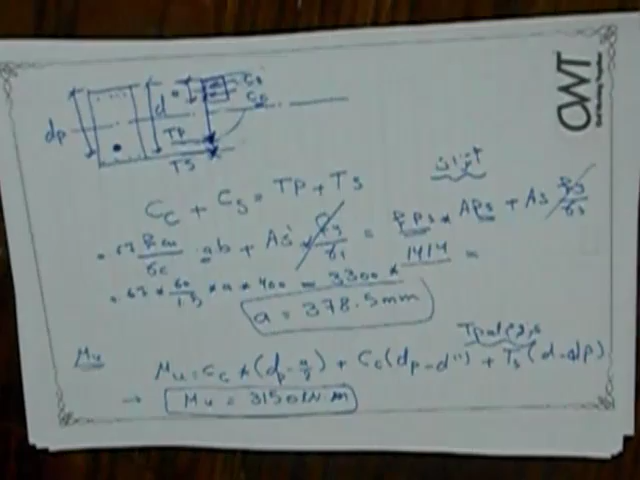 OWT
dp
d
Cs
Cc
Tp
Ts
Cc + Cs = Tp + Ts
.67 fcu/γc ab + As' * fy/γs = fps * Aps + As fy/γs
.67 * 60/1.5 * a * 400 = 3300 * 1414 =
a = 378.5mm
Mu
Mu = Cc * (dp - a/2) + Cs (dp - d'') + Ts (d - dp)
→ Mu = 3150 kN.m